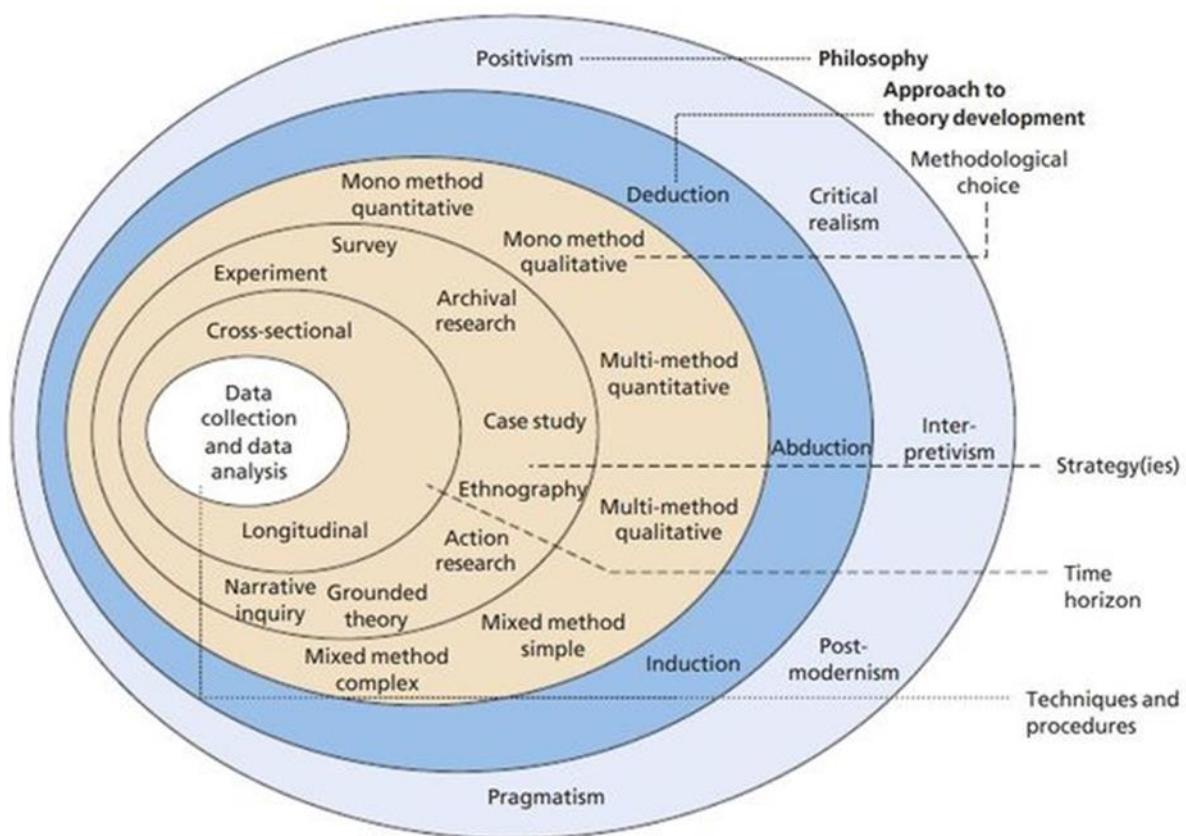 Positivism
Philosophy
Approach to
theory development
Methodological
choice
Mono method
quantitative
Deduction
Critical
realism
Survey
Mono method
qualitative
Experiment
Archival
research
Cross-sectional
Multi-method
quantitative
Data
collection
and data
analysis
Case study
Abduction
Inter-
pretivism
Strategy(ies)
Ethnography
Multi-method
qualitative
Longitudinal
Action
research
Time
horizon
Narrative
inquiry
Grounded
theory
Mixed method
simple
Mixed method
complex
Induction
Post-
modernism
Techniques and
procedures
Pragmatism